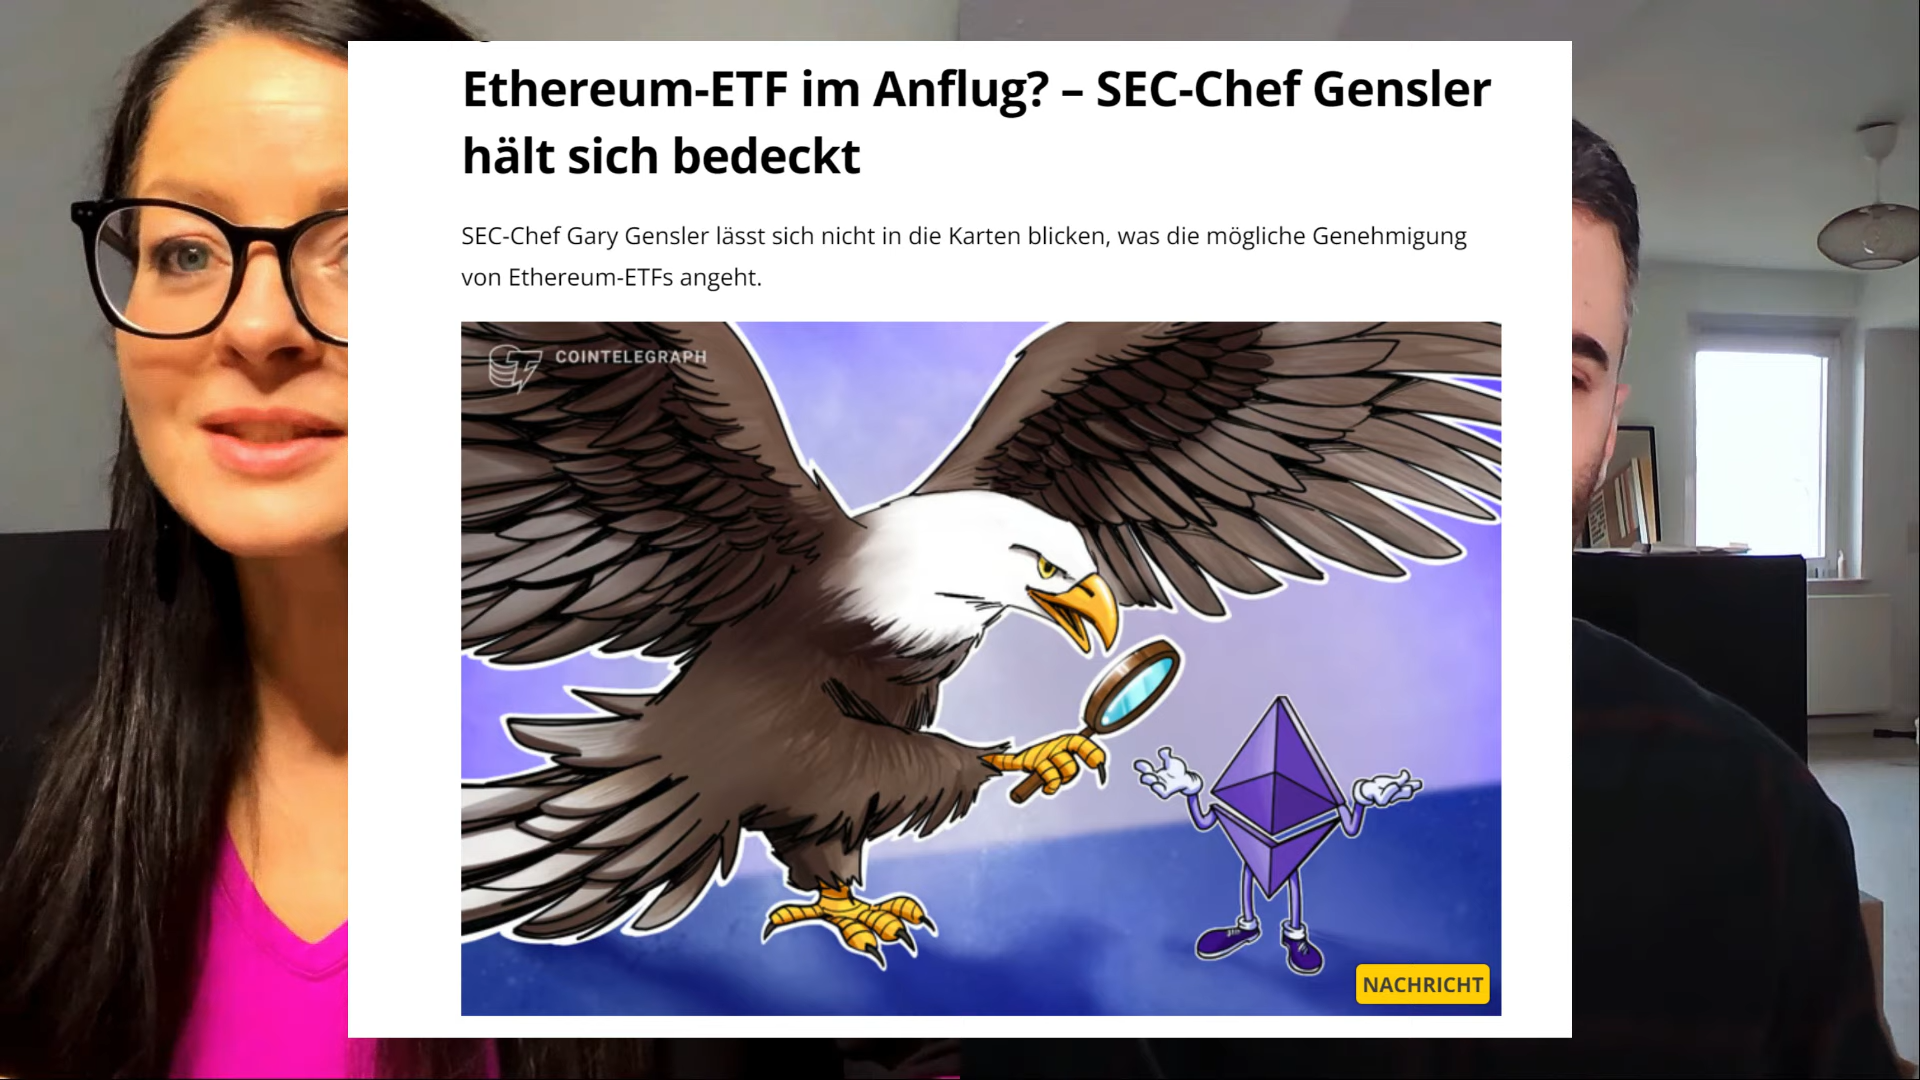 Ethereum-ETF im Anflug? – SEC-Chef Gensler
hält sich bedeckt
SEC-Chef Gary Gensler lässt sich nicht in die Karten blicken, was die mögliche Genehmigung
von Ethereum-ETFs angeht.
COINTELEGRAPH
NACHRICHT